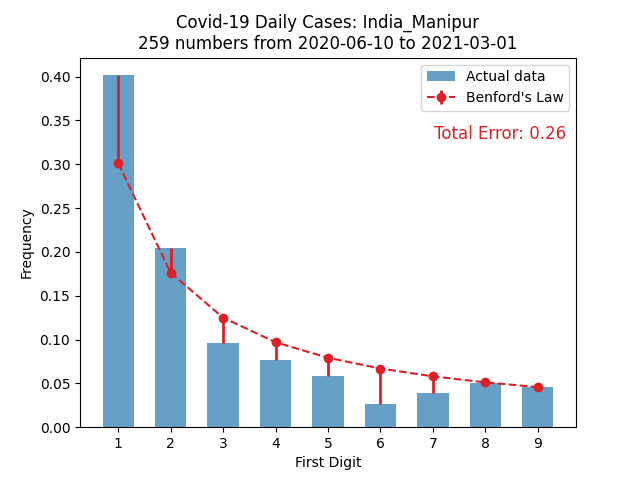 Covid-19 Daily Cases: India_Manipur
259 numbers from 2020-06-10 to 2021-03-01
Actual data
Benford's Law
Total Error: 0.26
Frequency
0.40
0.35
0.30
0.25
0.20
0.15
0.10
0.05
0.00
1 2 3 4 5 6 7 8 9
First Digit